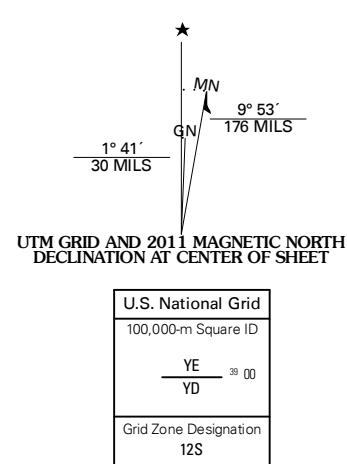 MN
9° 53´
176 MILS
GN
1° 41´
30 MILS
UTM GRID AND 2011 MAGNETIC NORTH
DECLINATION AT CENTER OF SHEET
U.S. National Grid
100,000-m Square ID
YE
39 00
YD
Grid Zone Designation
12S